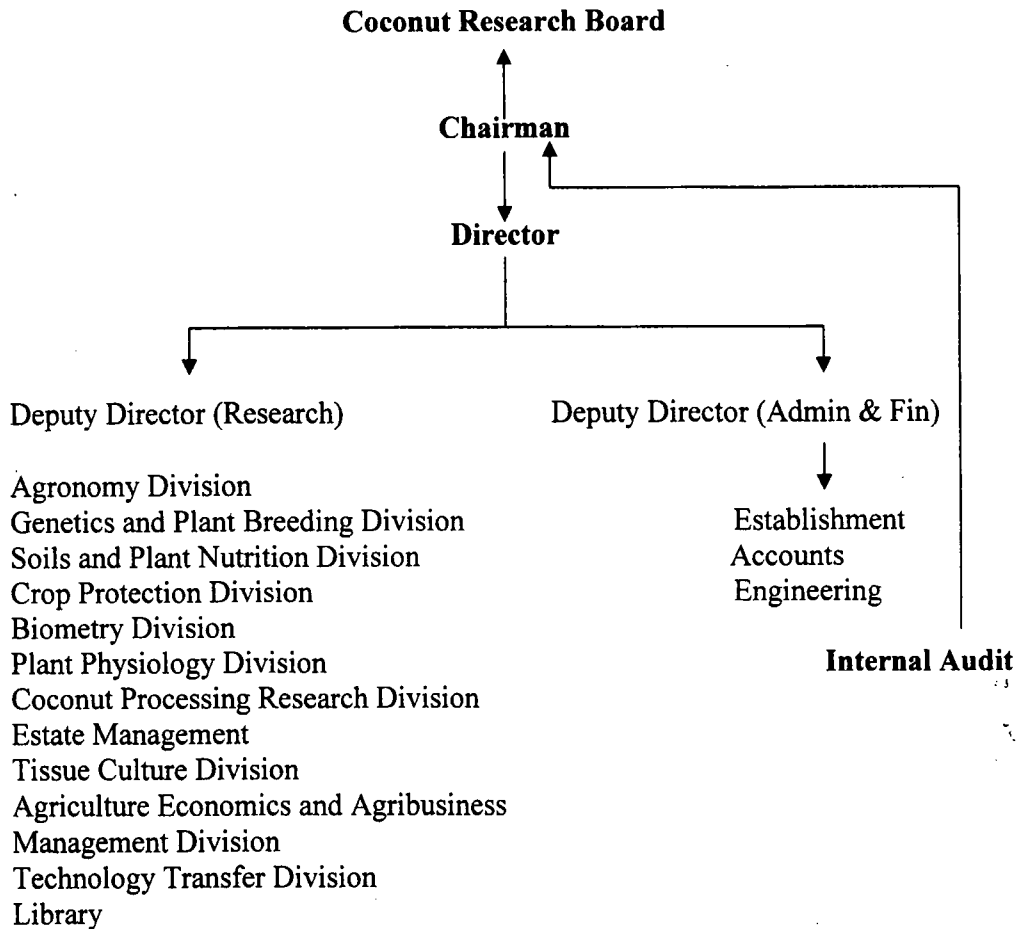 Coconut Research Board
Chairman
Director
Deputy Director (Research)
Deputy Director (Admin & Fin)
Agronomy Division
Genetics and Plant Breeding Division
Soils and Plant Nutrition Division
Crop Protection Division
Biometry Division
Plant Physiology Division
Coconut Processing Research Division
Estate Management
Tissue Culture Division
Agriculture Economics and Agribusiness
Management Division
Technology Transfer Division
Library
Establishment
Accounts
Engineering
Internal Audit